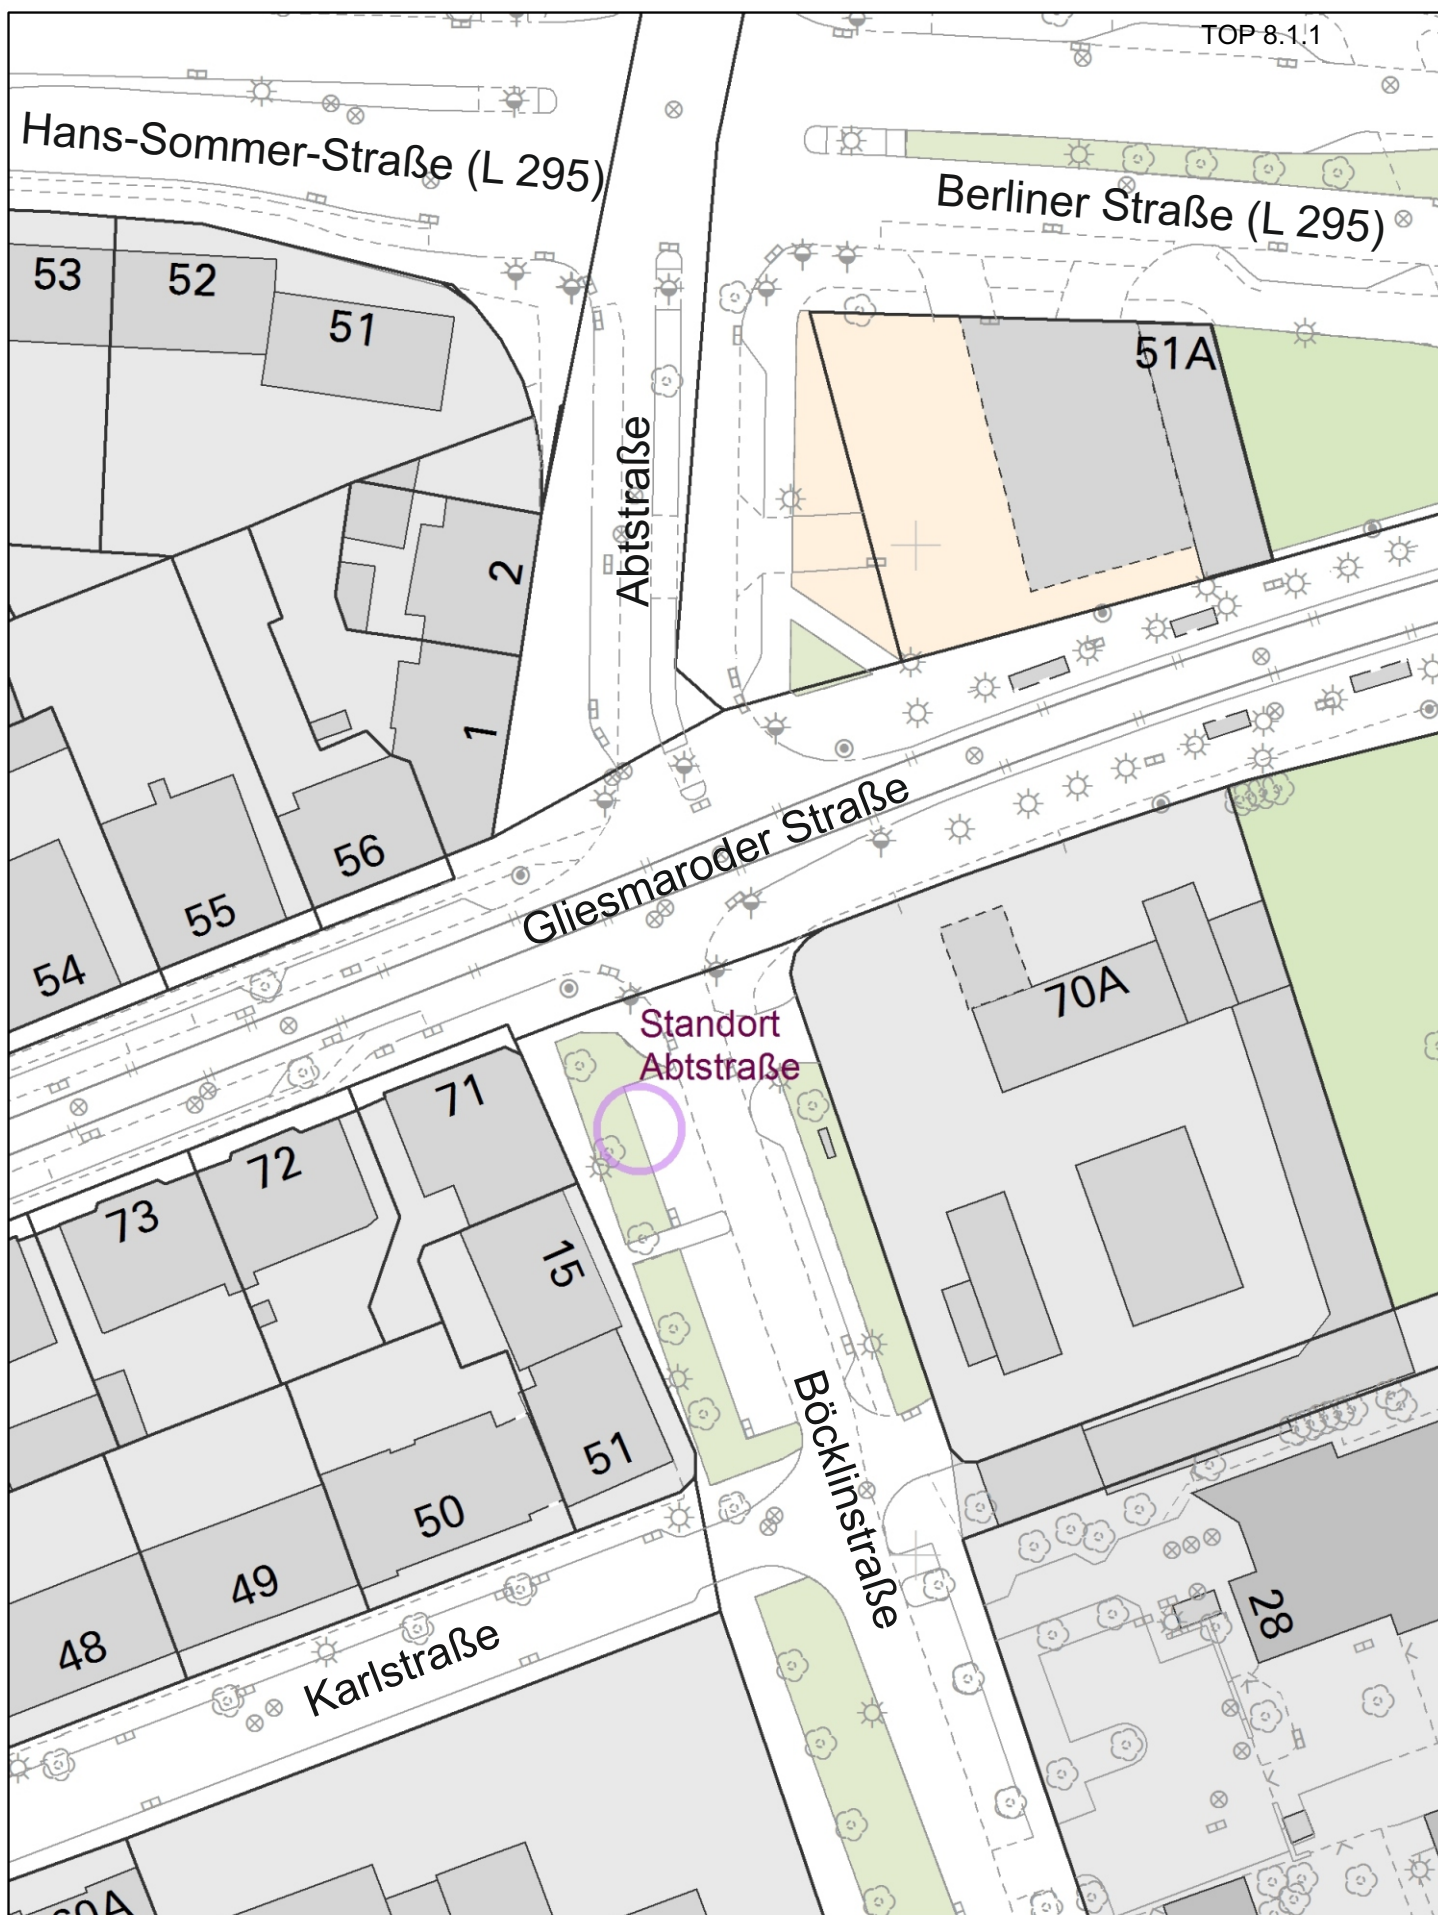 TOP 8.1.1
Hans-Sommer-Straße (L 295)
Berliner Straße (L 295)
53
52
51
51A
Abtstraße
2
1
56
55
54
Gliesmaroder Straße
70A
Standort
Abtstraße
71
72
73
15
51
50
49
48
Böcklinstraße
Karlstraße
28